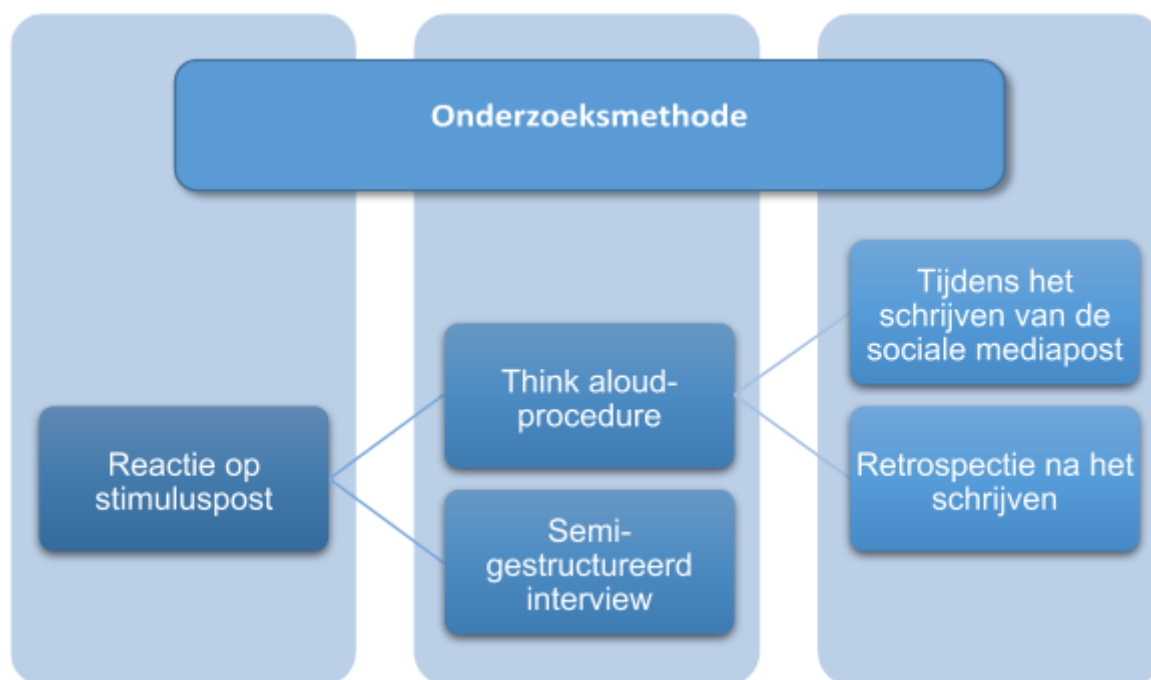 Onderzoeksmethode
Reactie op
stimuluspost
Think aloud-
procedure
Semi-
gestructureerd
interview
Tijdens het
schrijven van de
sociale mediapost
Retrospectie na het
schrijven